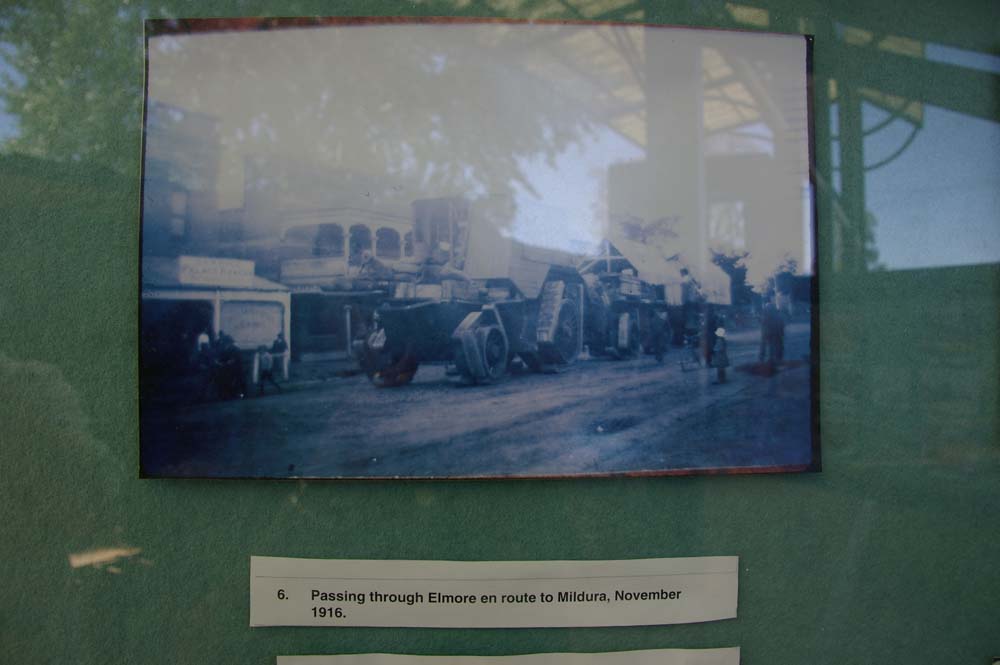 6. Passing through Elmore en route to Mildura, November
1916.